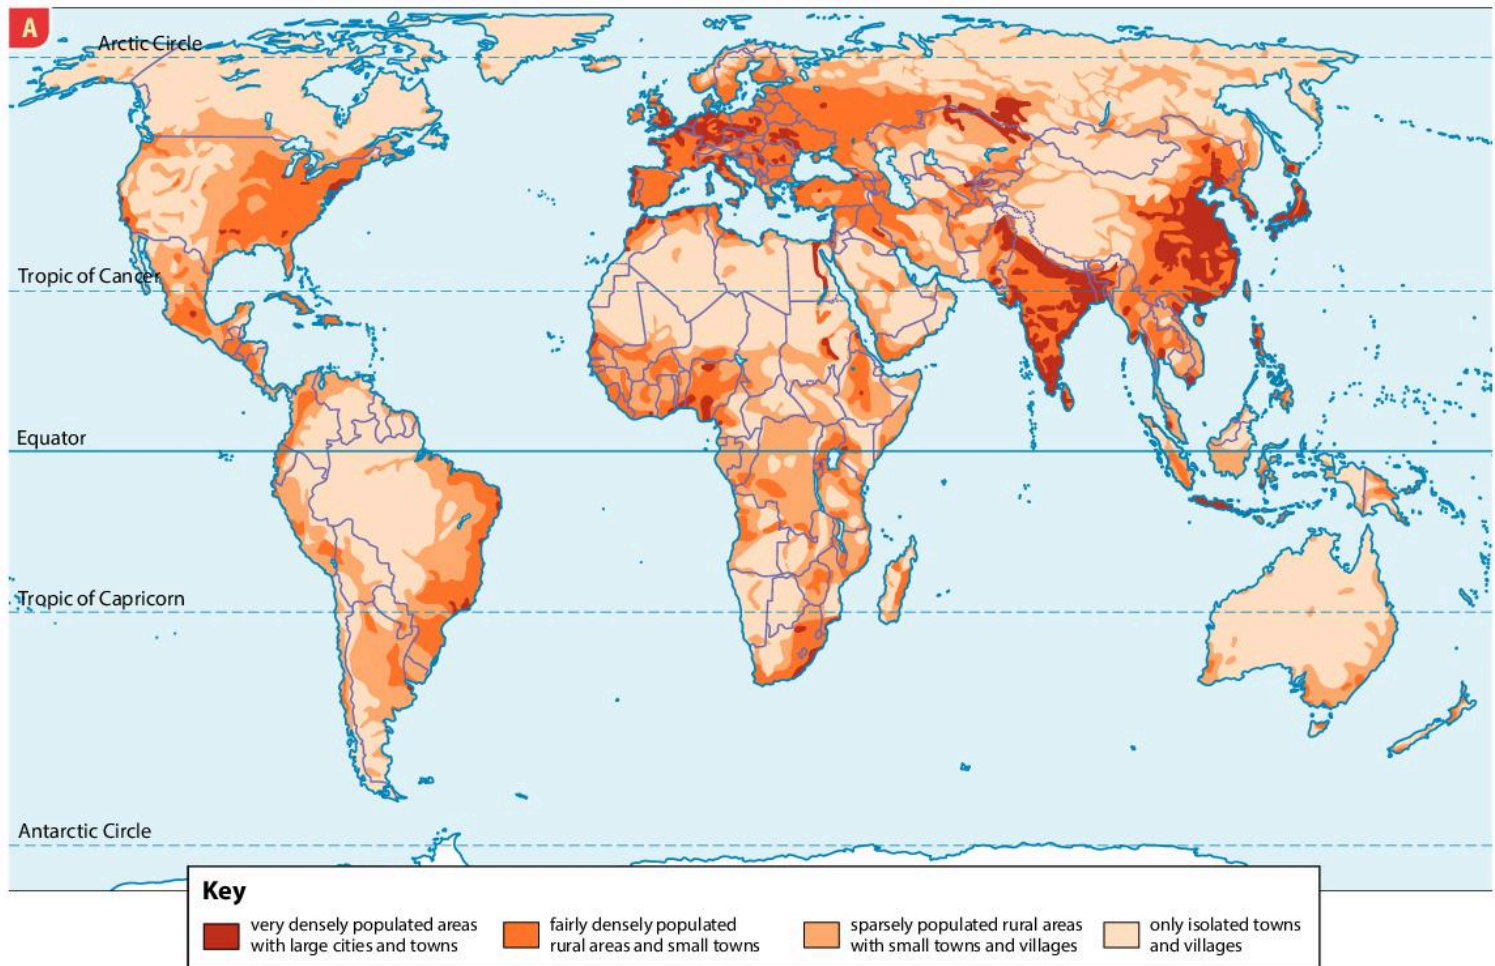 A
Arctic Circle
Tropic of Cancer
Equator
Tropic of Capricorn
Antarctic Circle
Key
very densely populated areas
with large cities and towns
fairly densely populated
rural areas and small towns
sparsely populated rural areas
with small towns and villages
only isolated towns
and villages